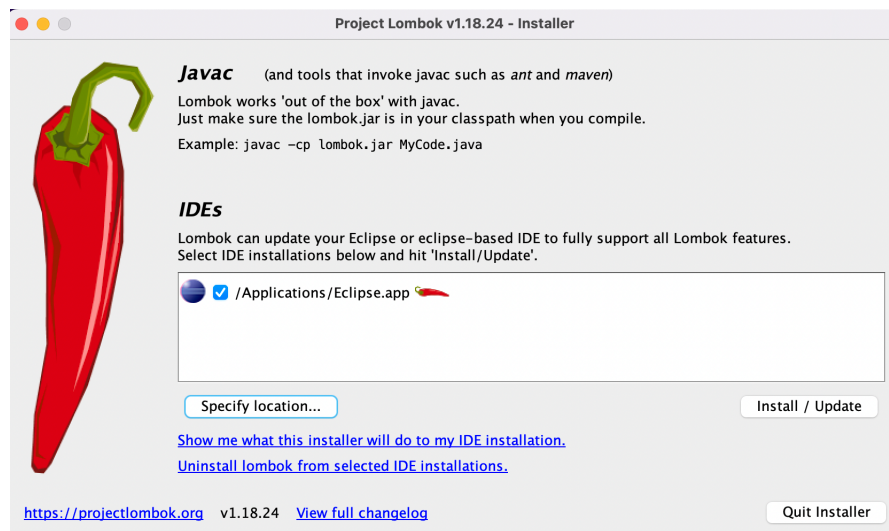 Project Lombok v1.18.24 - Installer
Javac (and tools that invoke javac such as ant and maven)
Lombok works 'out of the box' with javac.
Just make sure the lombok.jar is in your classpath when you compile.
Example: javac -cp lombok.jar MyCode.java
IDEs
Lombok can update your Eclipse or eclipse-based IDE to fully support all Lombok features.
Select IDE installations below and hit 'Install/Update'.
/Applications/Eclipse.app
Specify location... Install / Update
Show me what this installer will do to my IDE installation.
Uninstall lombok from selected IDE installations.
https://projectlombok.org v1.18.24 View full changelog Quit Installer